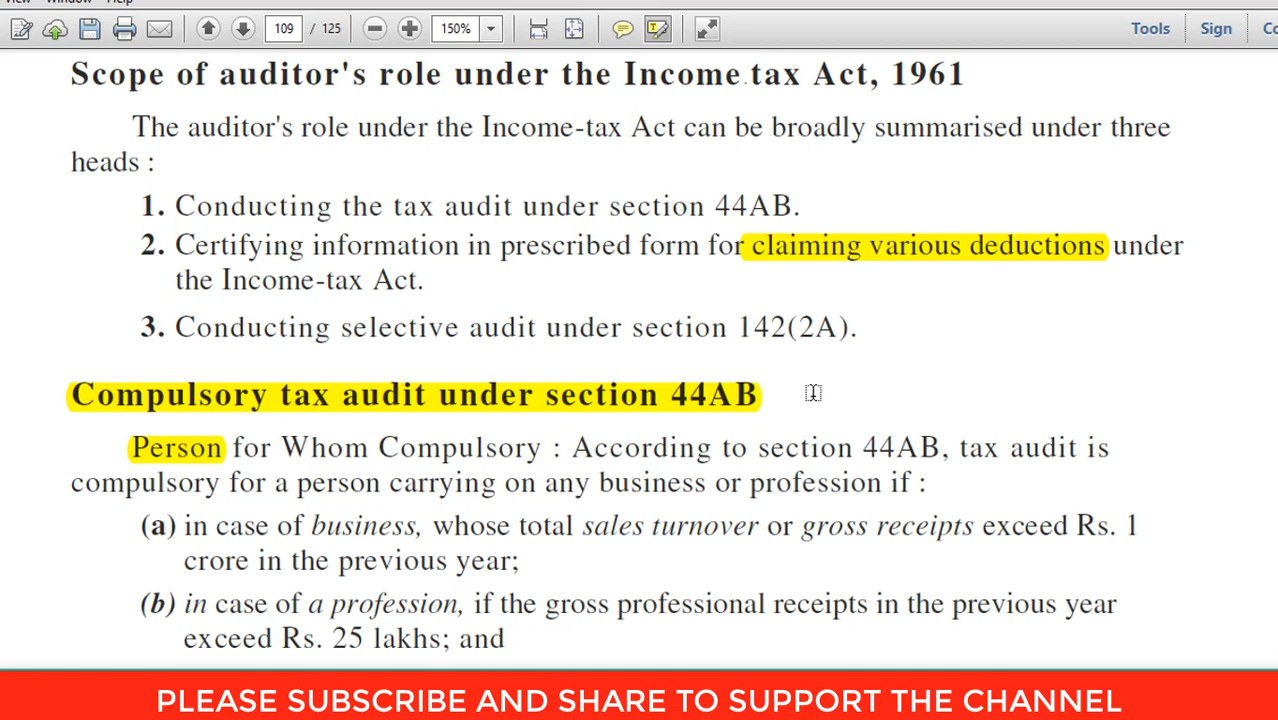 View Window Help
109 / 125 150% Tools Sign Co
Scope of auditor's role under the Income.tax Act, 1961
The auditor's role under the Income-tax Act can be broadly summarised under three
heads :
1. Conducting the tax audit under section 44AB.
2. Certifying information in prescribed form for claiming various deductions under
the Income-tax Act.
3. Conducting selective audit under section 142(2A).
Compulsory tax audit under section 44AB
Person for Whom Compulsory : According to section 44AB, tax audit is
compulsory for a person carrying on any business or profession if :
(a) in case of business, whose total sales turnover or gross receipts exceed Rs. 1
crore in the previous year;
(b) in case of a profession, if the gross professional receipts in the previous year
exceed Rs. 25 lakhs; and
PLEASE SUBSCRIBE AND SHARE TO SUPPORT THE CHANNEL